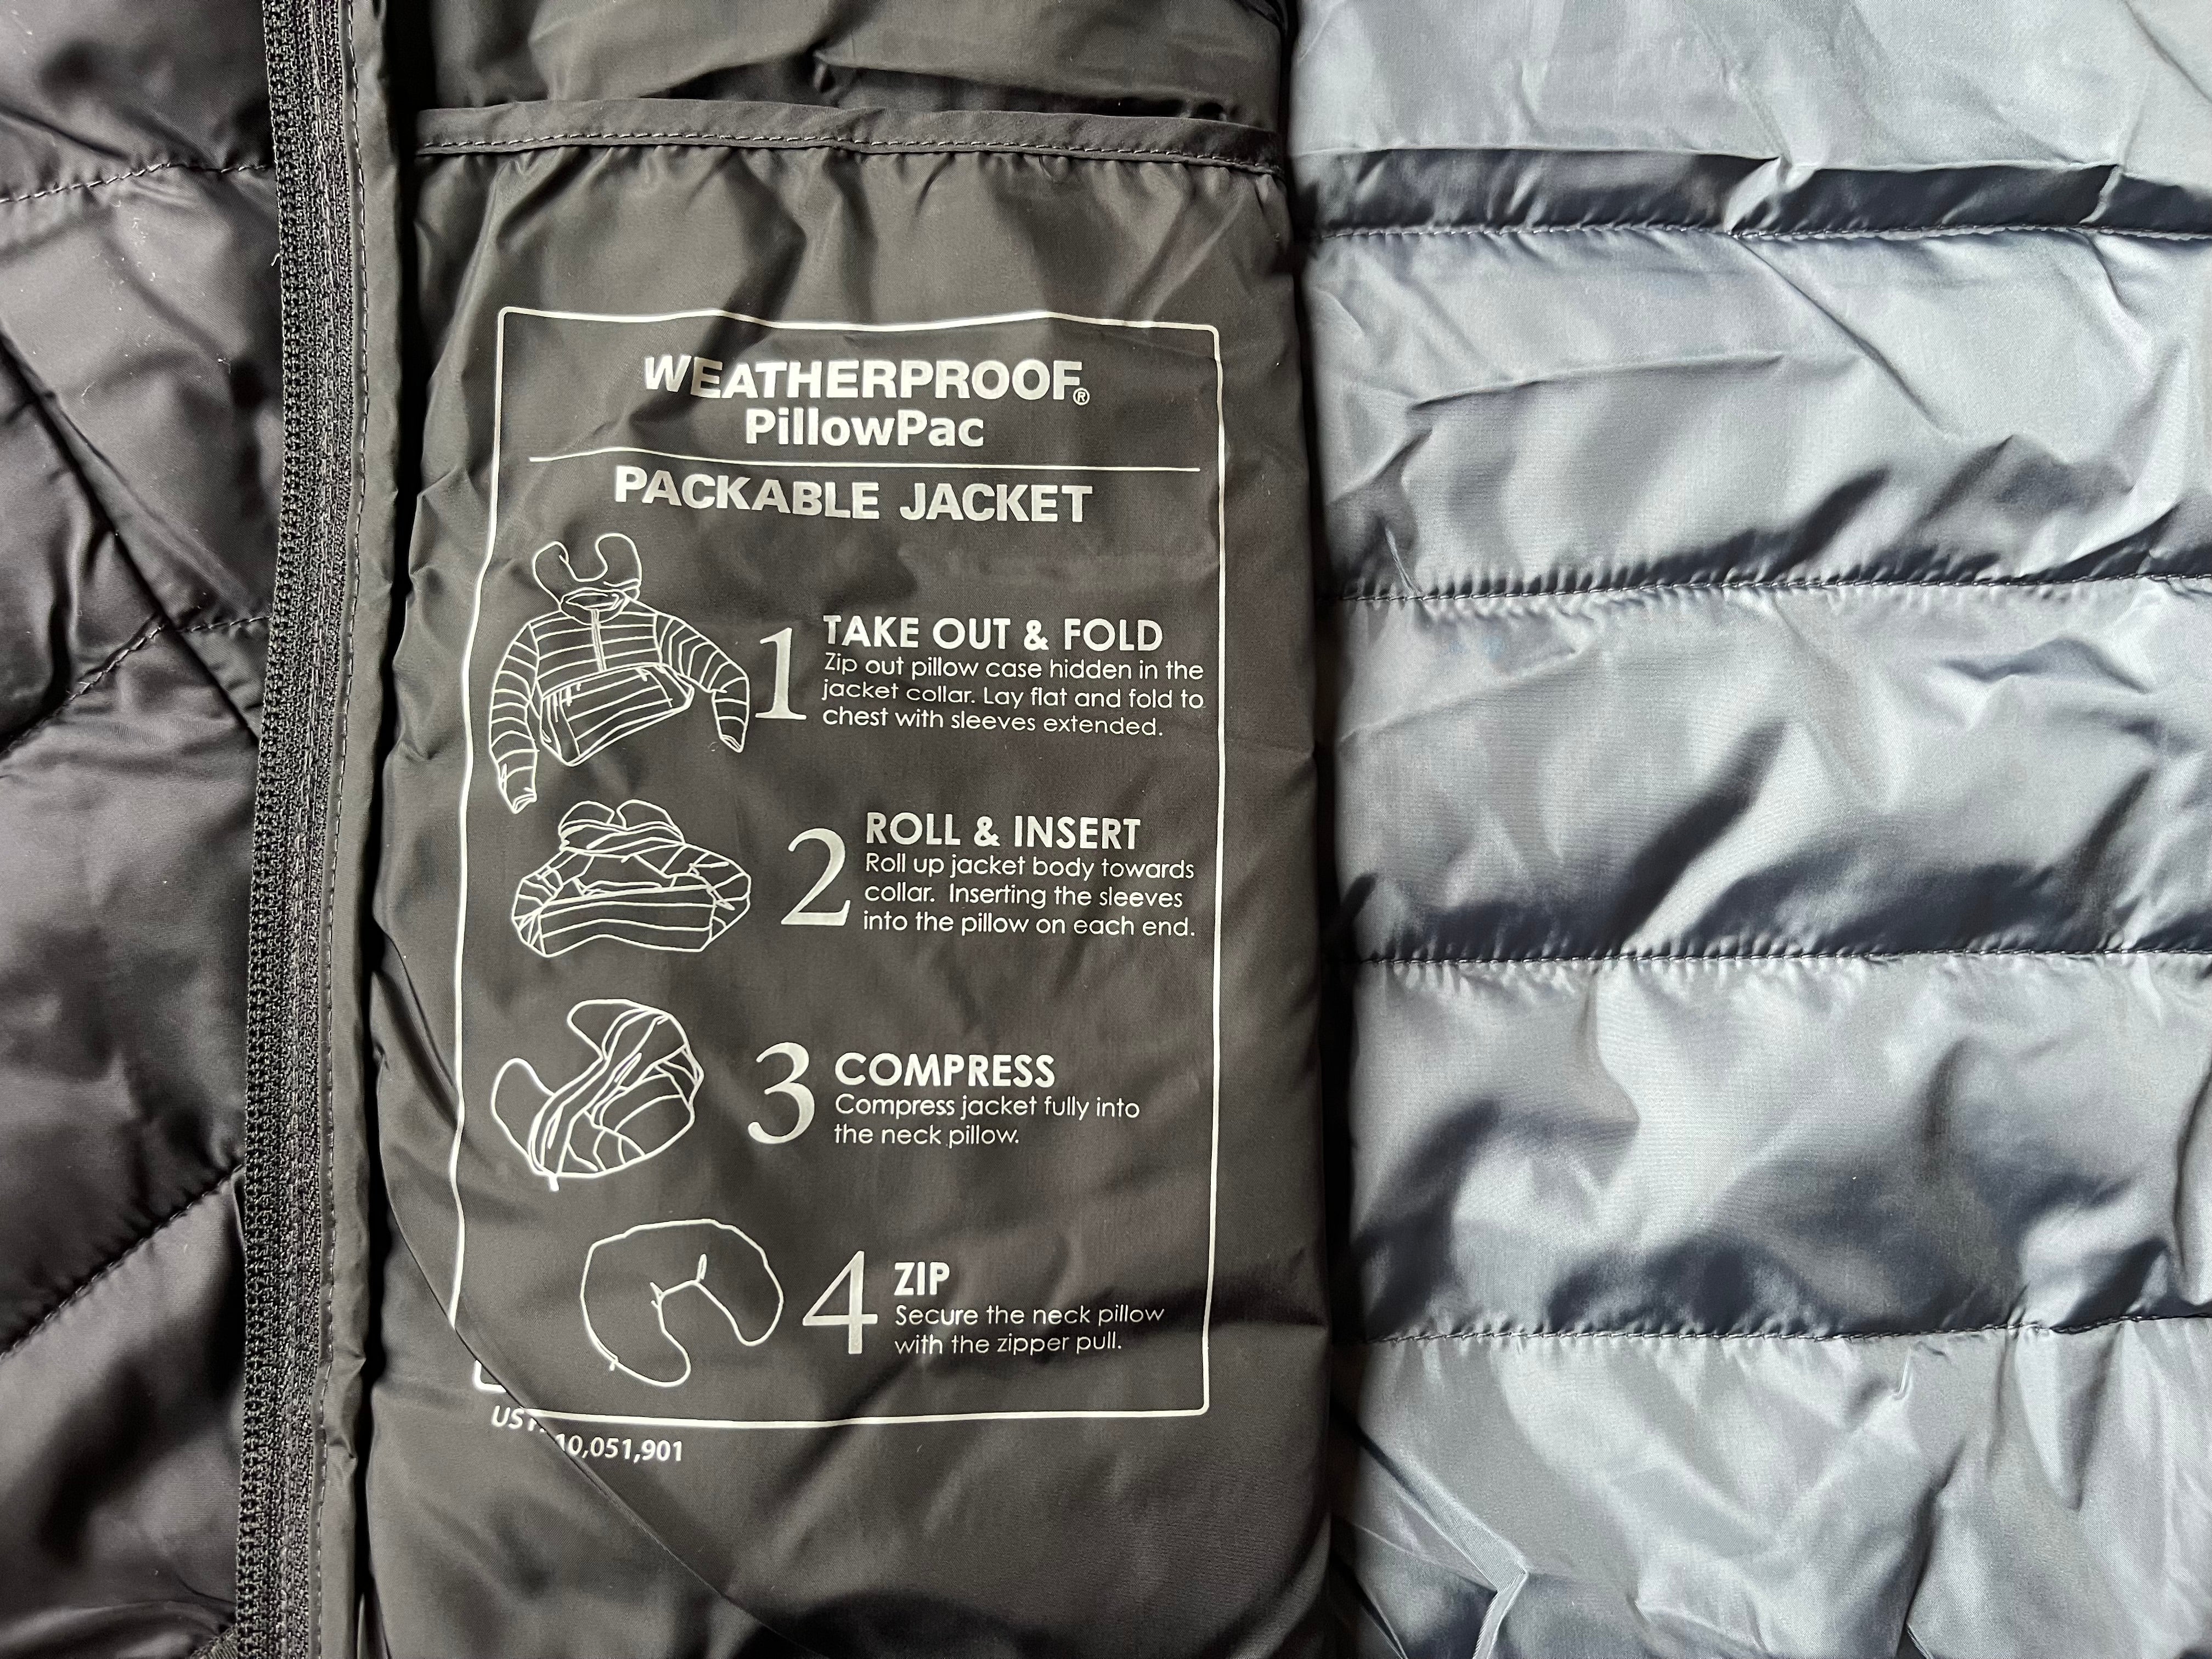 WEATHERPROOF®
PillowPac
PACKABLE JACKET
1 TAKE OUT & FOLD
Zip out pillow case hidden in the
jacket collar. Lay flat and fold to
chest with sleeves extended.
2 ROLL & INSERT
Roll up jacket body towards
collar. Inserting the sleeves
into the pillow on each end.
3 COMPRESS
Compress jacket fully into
the neck pillow.
4 ZIP
Secure the neck pillow
with the zipper pull.
10,051,901